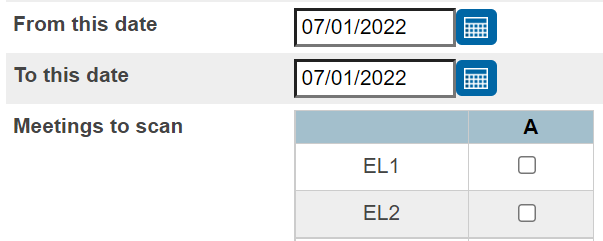 From this date 07/01/2022
To this date 07/01/2022
Meetings to scan A
EL1
EL2